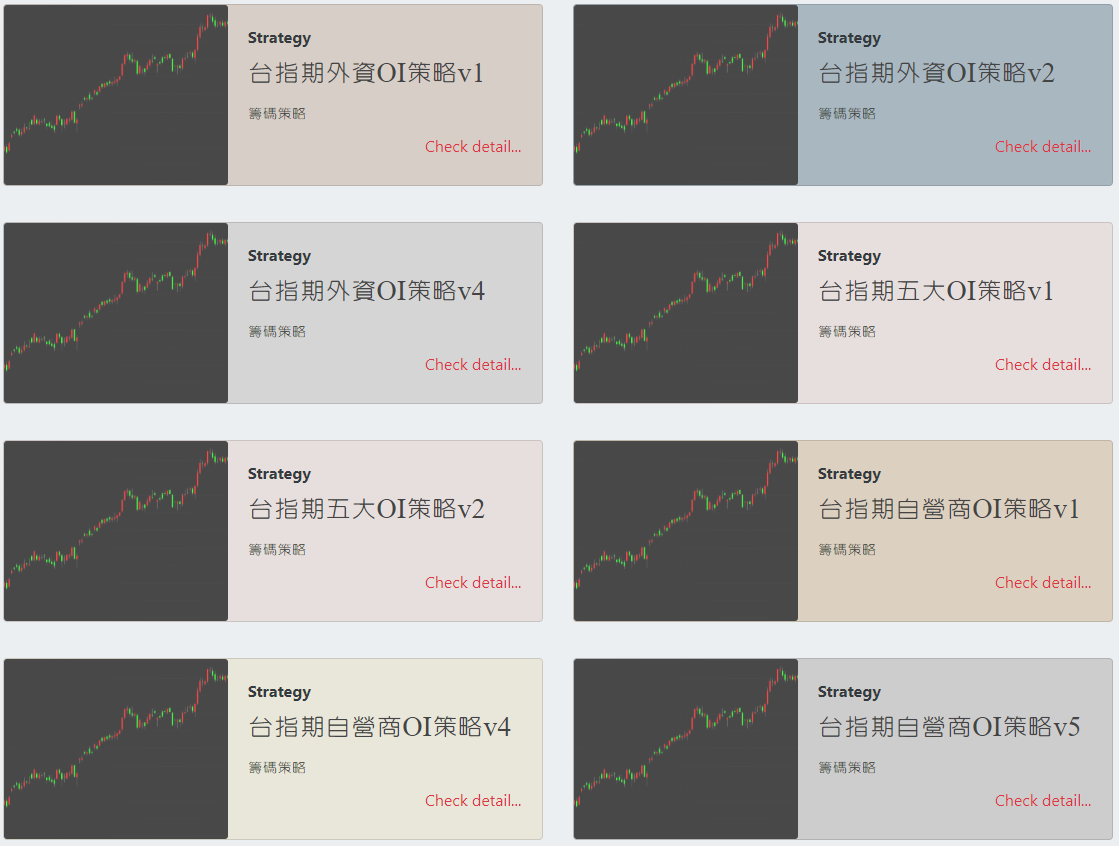 Strategy
台指期外資OI策略v1
籌碼策略
Check detail...
Strategy
台指期外資OI策略v2
籌碼策略
Check detail...
Strategy
台指期外資OI策略v4
籌碼策略
Check detail...
Strategy
台指期五大OI策略v1
籌碼策略
Check detail...
Strategy
台指期五大OI策略v2
籌碼策略
Check detail...
Strategy
台指期自營商OI策略v1
籌碼策略
Check detail...
Strategy
台指期自營商OI策略v4
籌碼策略
Check detail...
Strategy
台指期自營商OI策略v5
籌碼策略
Check detail...